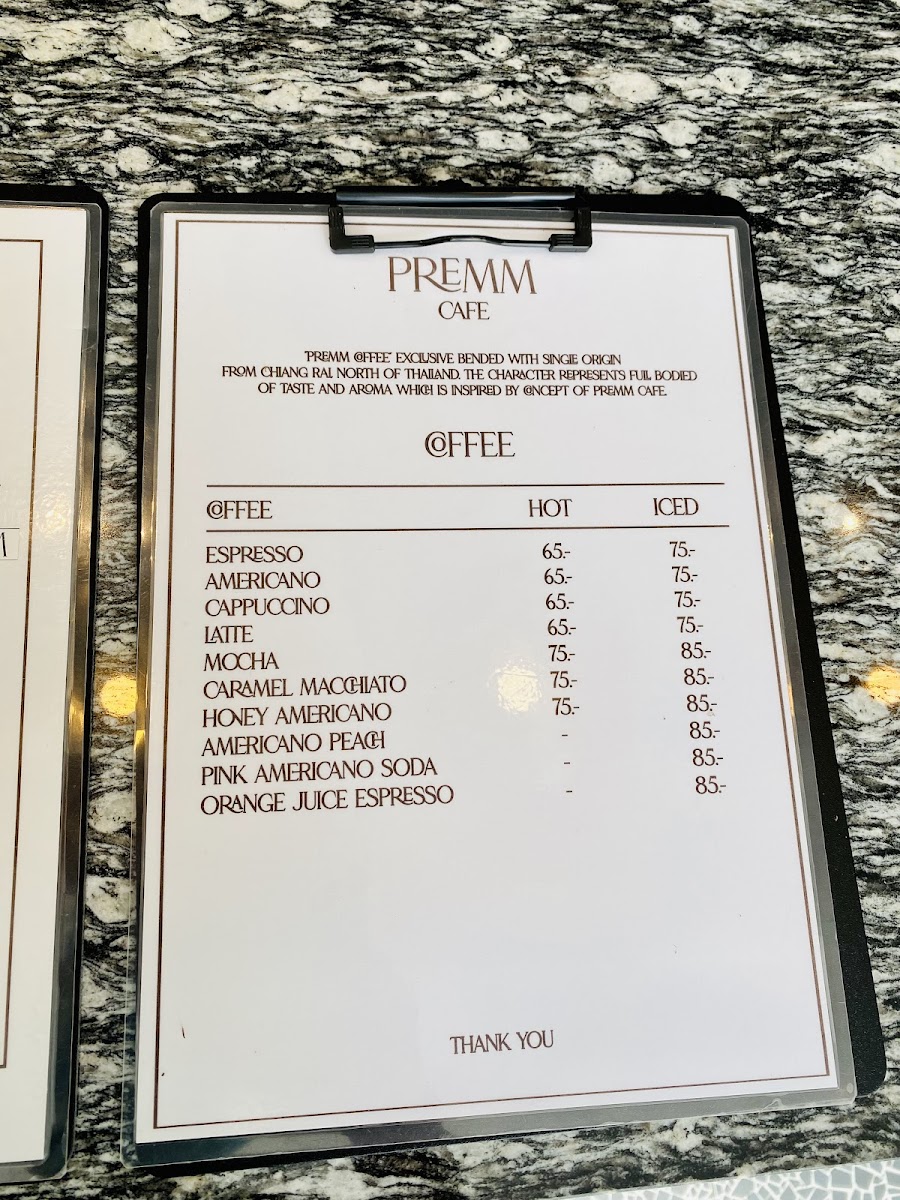 PREMM
CAFE
"PREMM COFFEE" EXCLUSIVE BENDED WITH SINGLE ORIGIN
FROM CHIANG RAI, NORTH OF THAILAND. THE CHARACTER REPRESENTS FULL BODIED
OF TASTE AND AROMA WHICH IS INSPIRED BY CONCEPT OF PREMM CAFE.
COFFEE
COFFEE HOT ICED
ESPRESSO 65.- 75.-
AMERICANO 65.- 75.-
CAPPUCCINO 65.- 75.-
LATTE 65.- 75.-
MOCHA 75.- 85.-
CARAMEL MACCHIATO 75.- 85.-
HONEY AMERICANO 75.- 85.-
AMERICANO PEACH - 85.-
PINK AMERICANO SODA - 85.-
ORANGE JUICE ESPRESSO - 85.-
THANK YOU